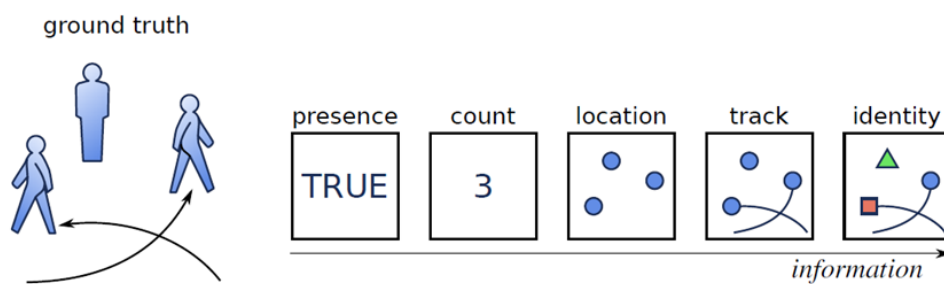 ground truth
presence
count
location
track
identity
TRUE
3
information